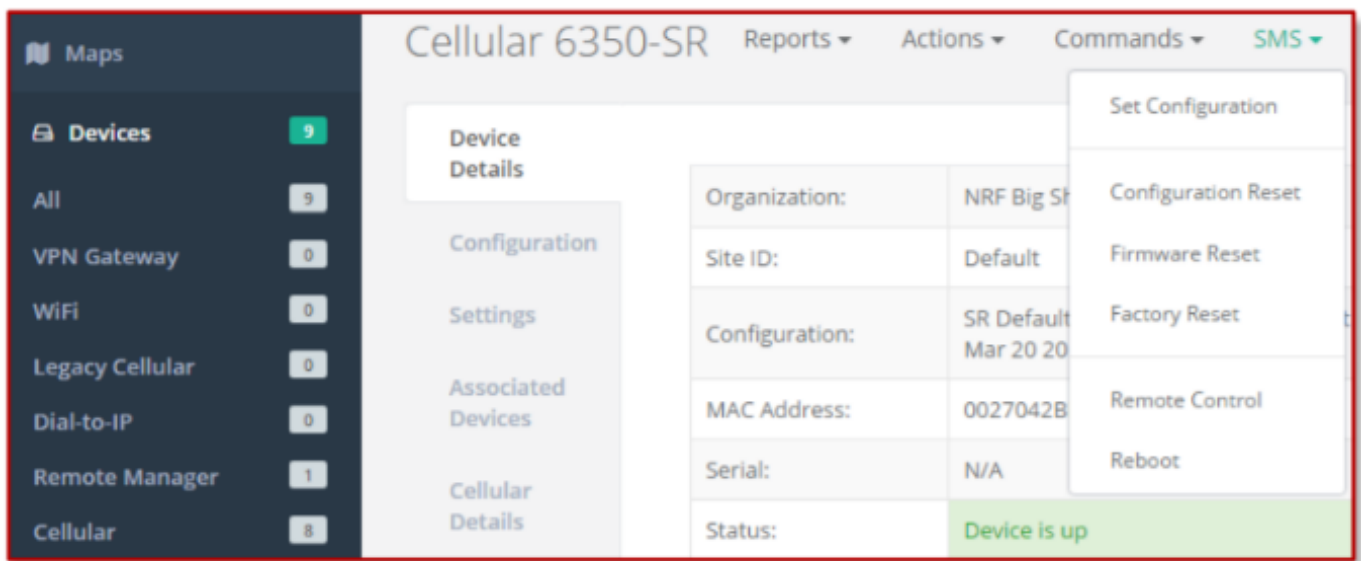 Maps
Devices 9
All 9
VPN Gateway 0
WiFi 0
Legacy Cellular 0
Dial-to-IP 0
Remote Manager 1
Cellular 8
Cellular 6350-SR Reports Actions Commands SMS
Set Configuration
Configuration Reset
Firmware Reset
Factory Reset
Remote Control
Reboot
Device
Details
Configuration
Settings
Associated
Devices
Cellular
Details
Organization: NRF Big
Site ID: Default
Configuration: SR Default
Mar 20 20
MAC Address: 0027042B
Serial: N/A
Status: Device is up